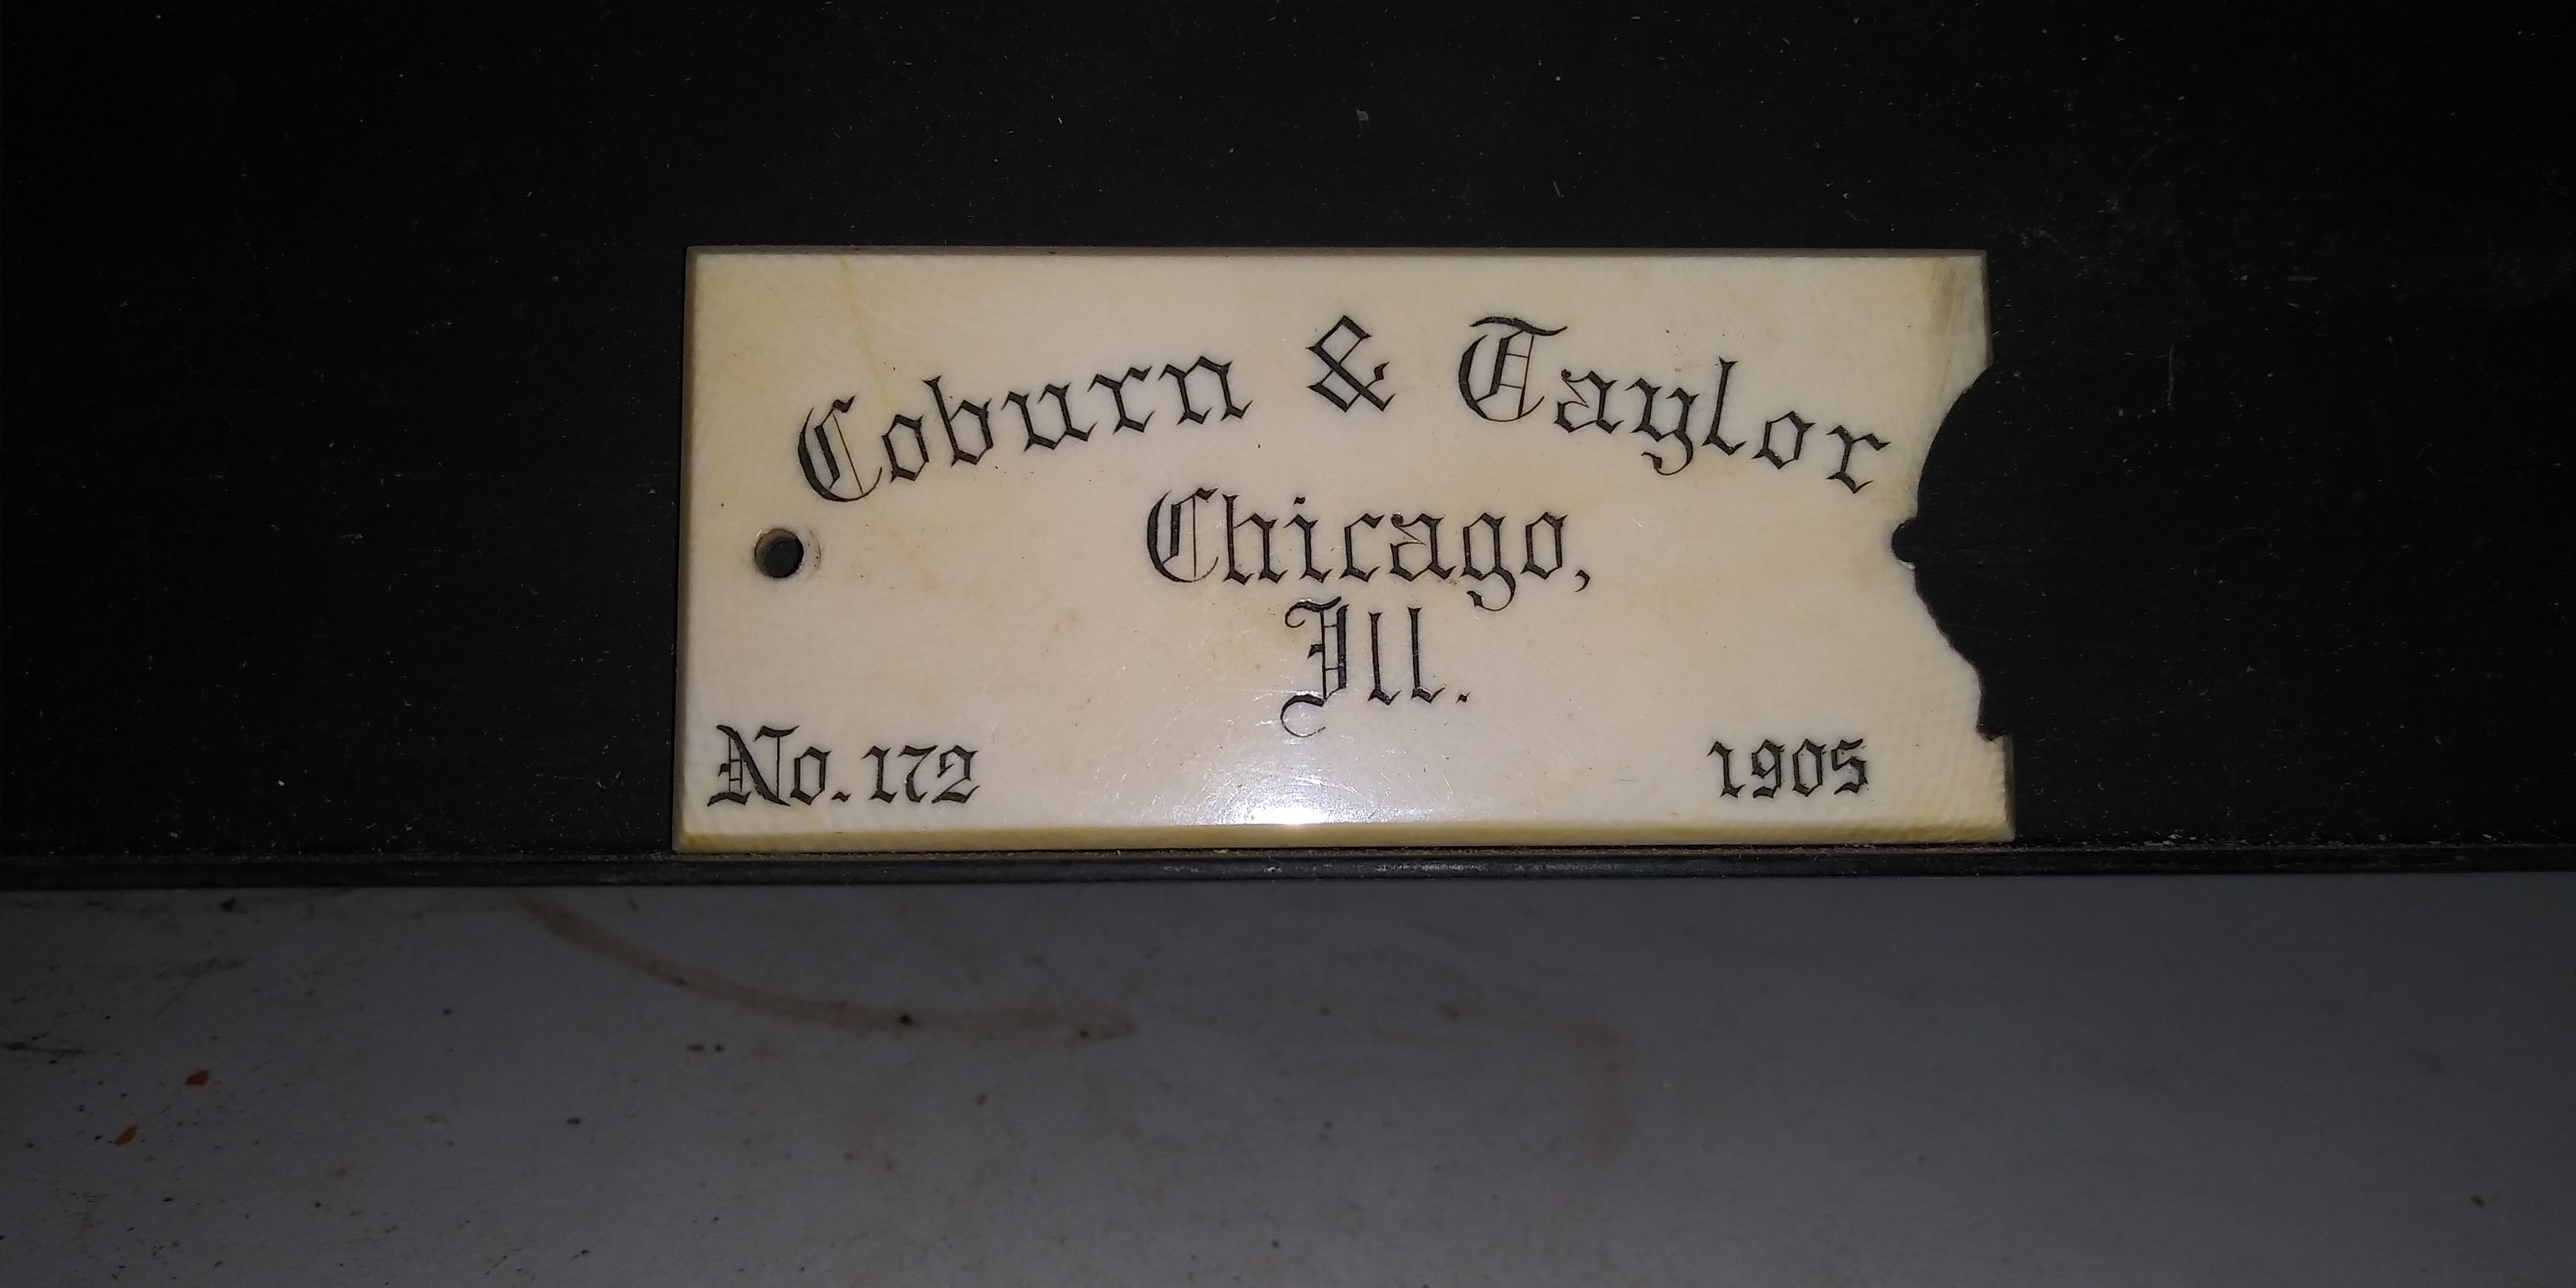 Coburn & Taylor
Chicago,
Ill.
No. 172 1905